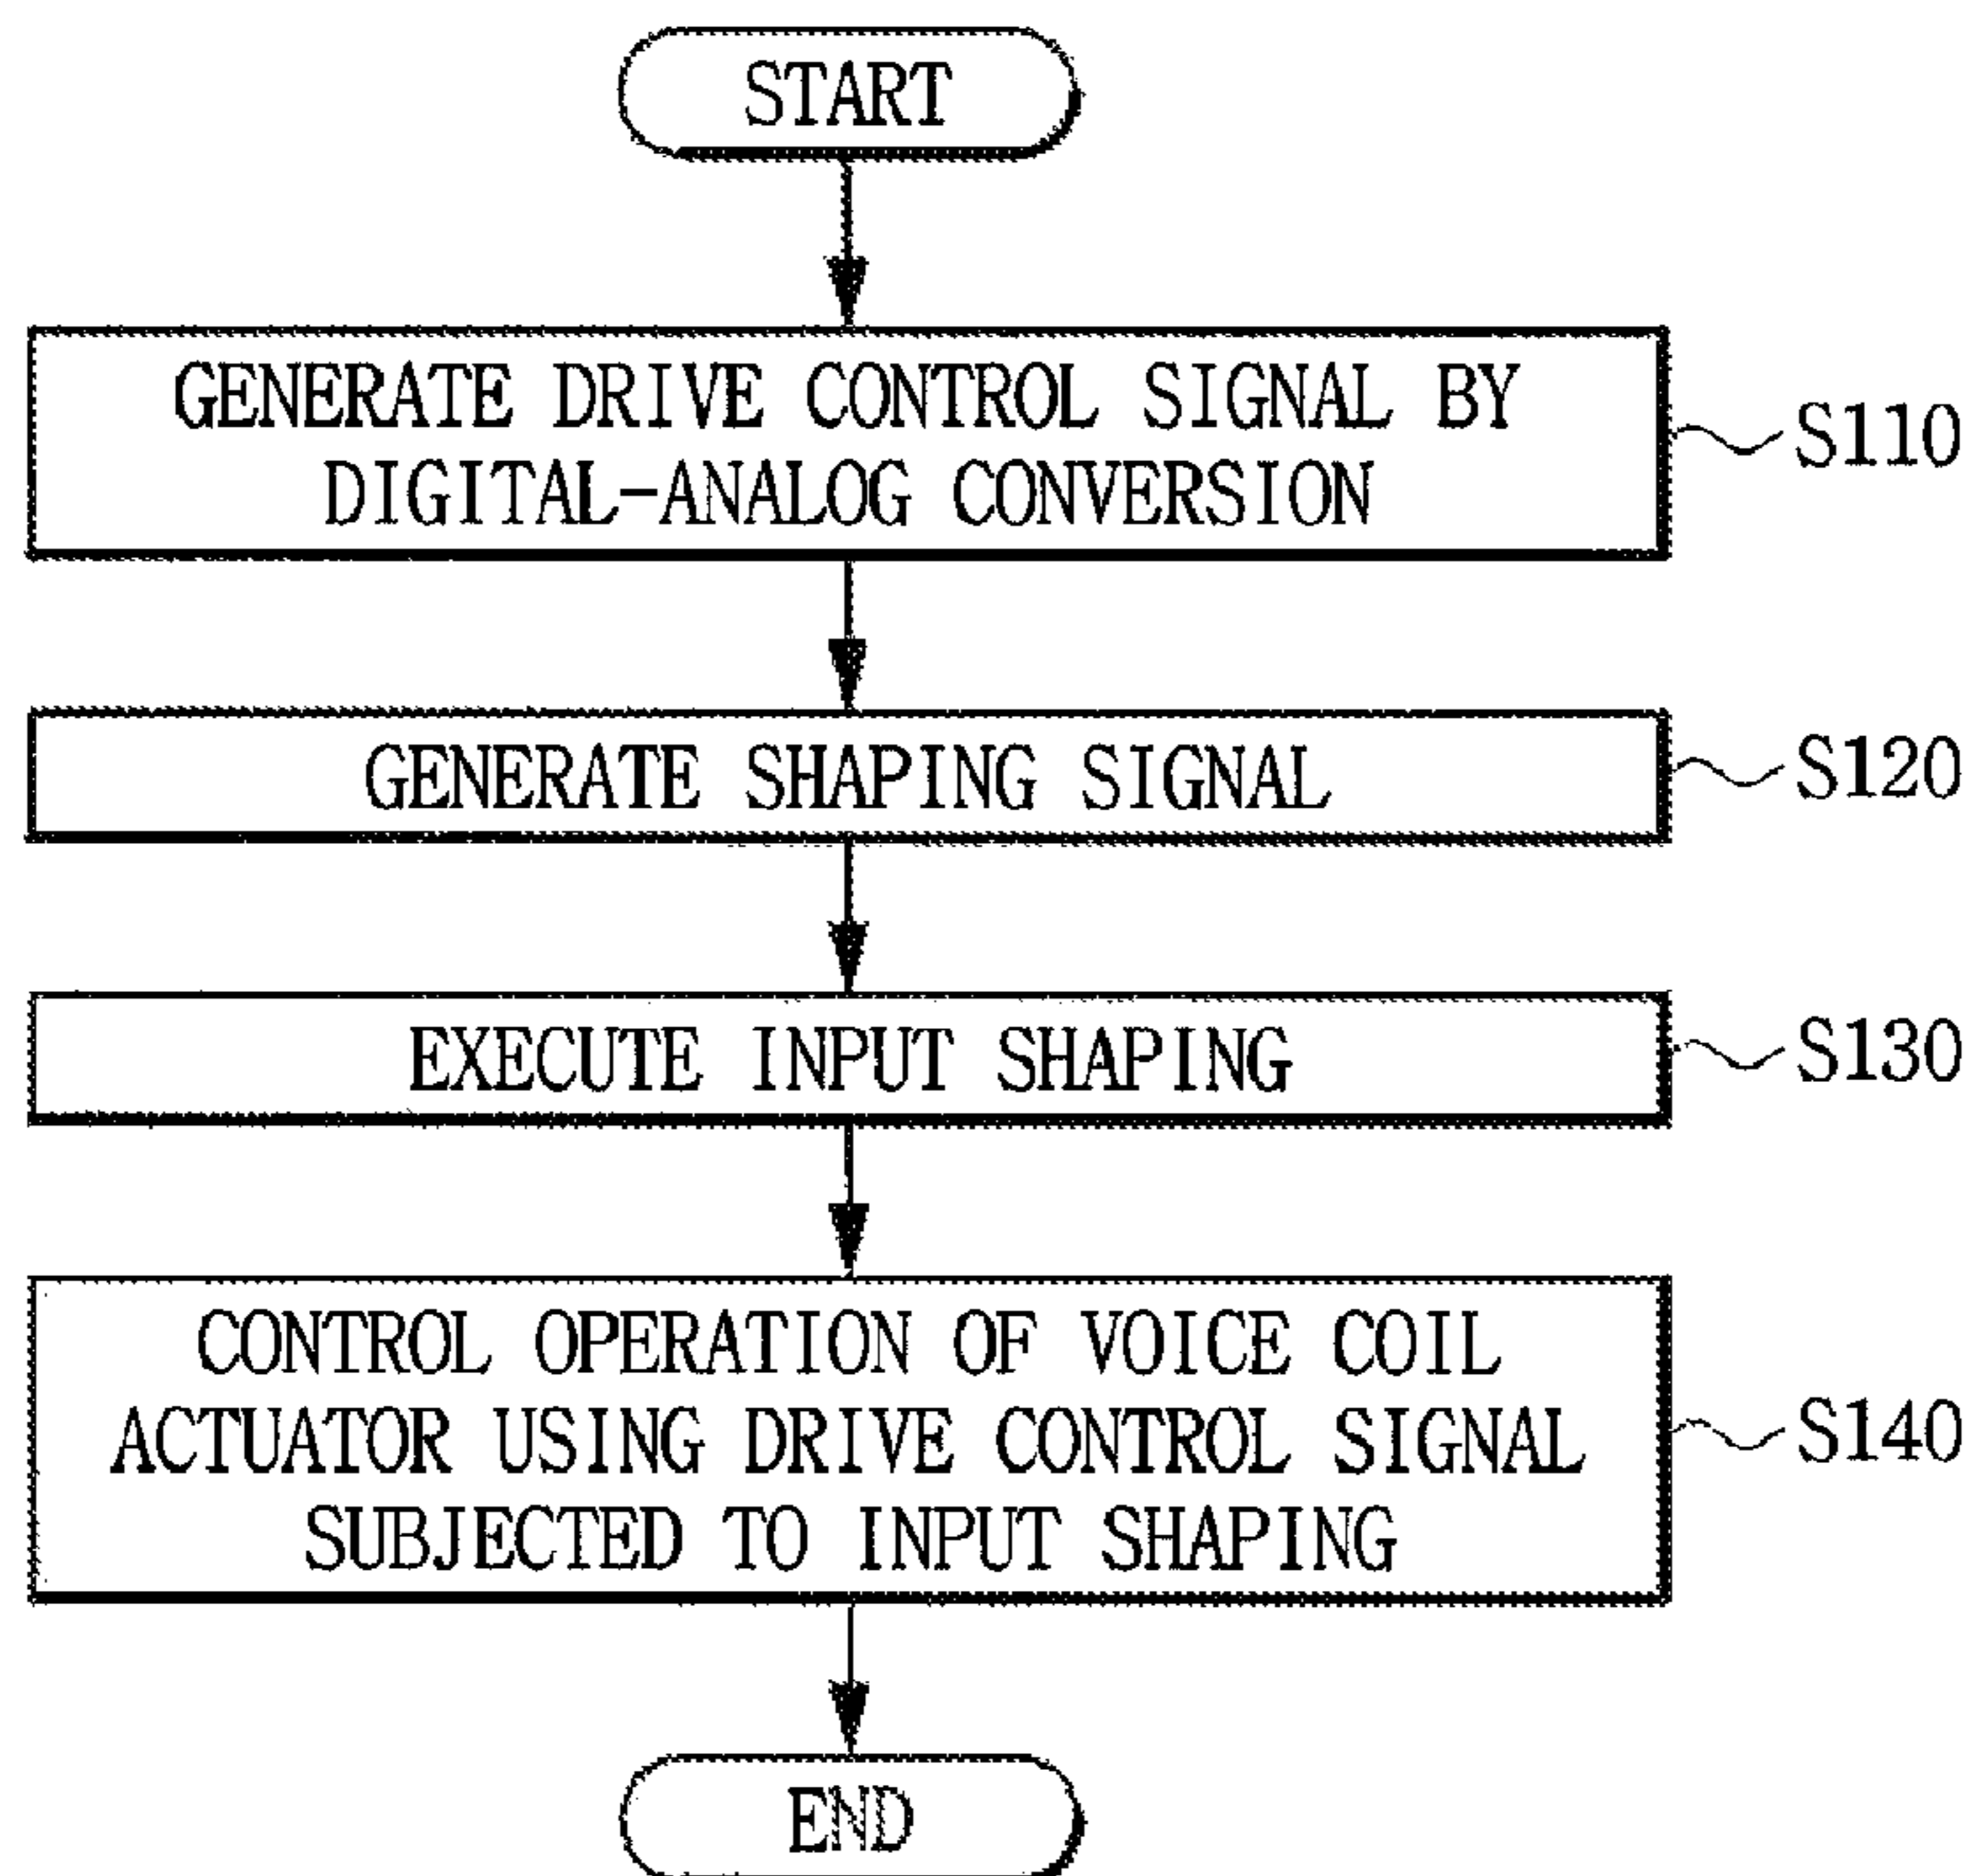 START
GENERATE DRIVE CONTROL SIGNAL BY
DIGITAL-ANALOG CONVERSION
S110
GENERATE SHAPING SIGNAL
S120
EXECUTE INPUT SHAPING
S130
CONTROL OPERATION OF VOICE COIL
ACTUATOR USING DRIVE CONTROL SIGNAL
SUBJECTED TO INPUT SHAPING
S140
END